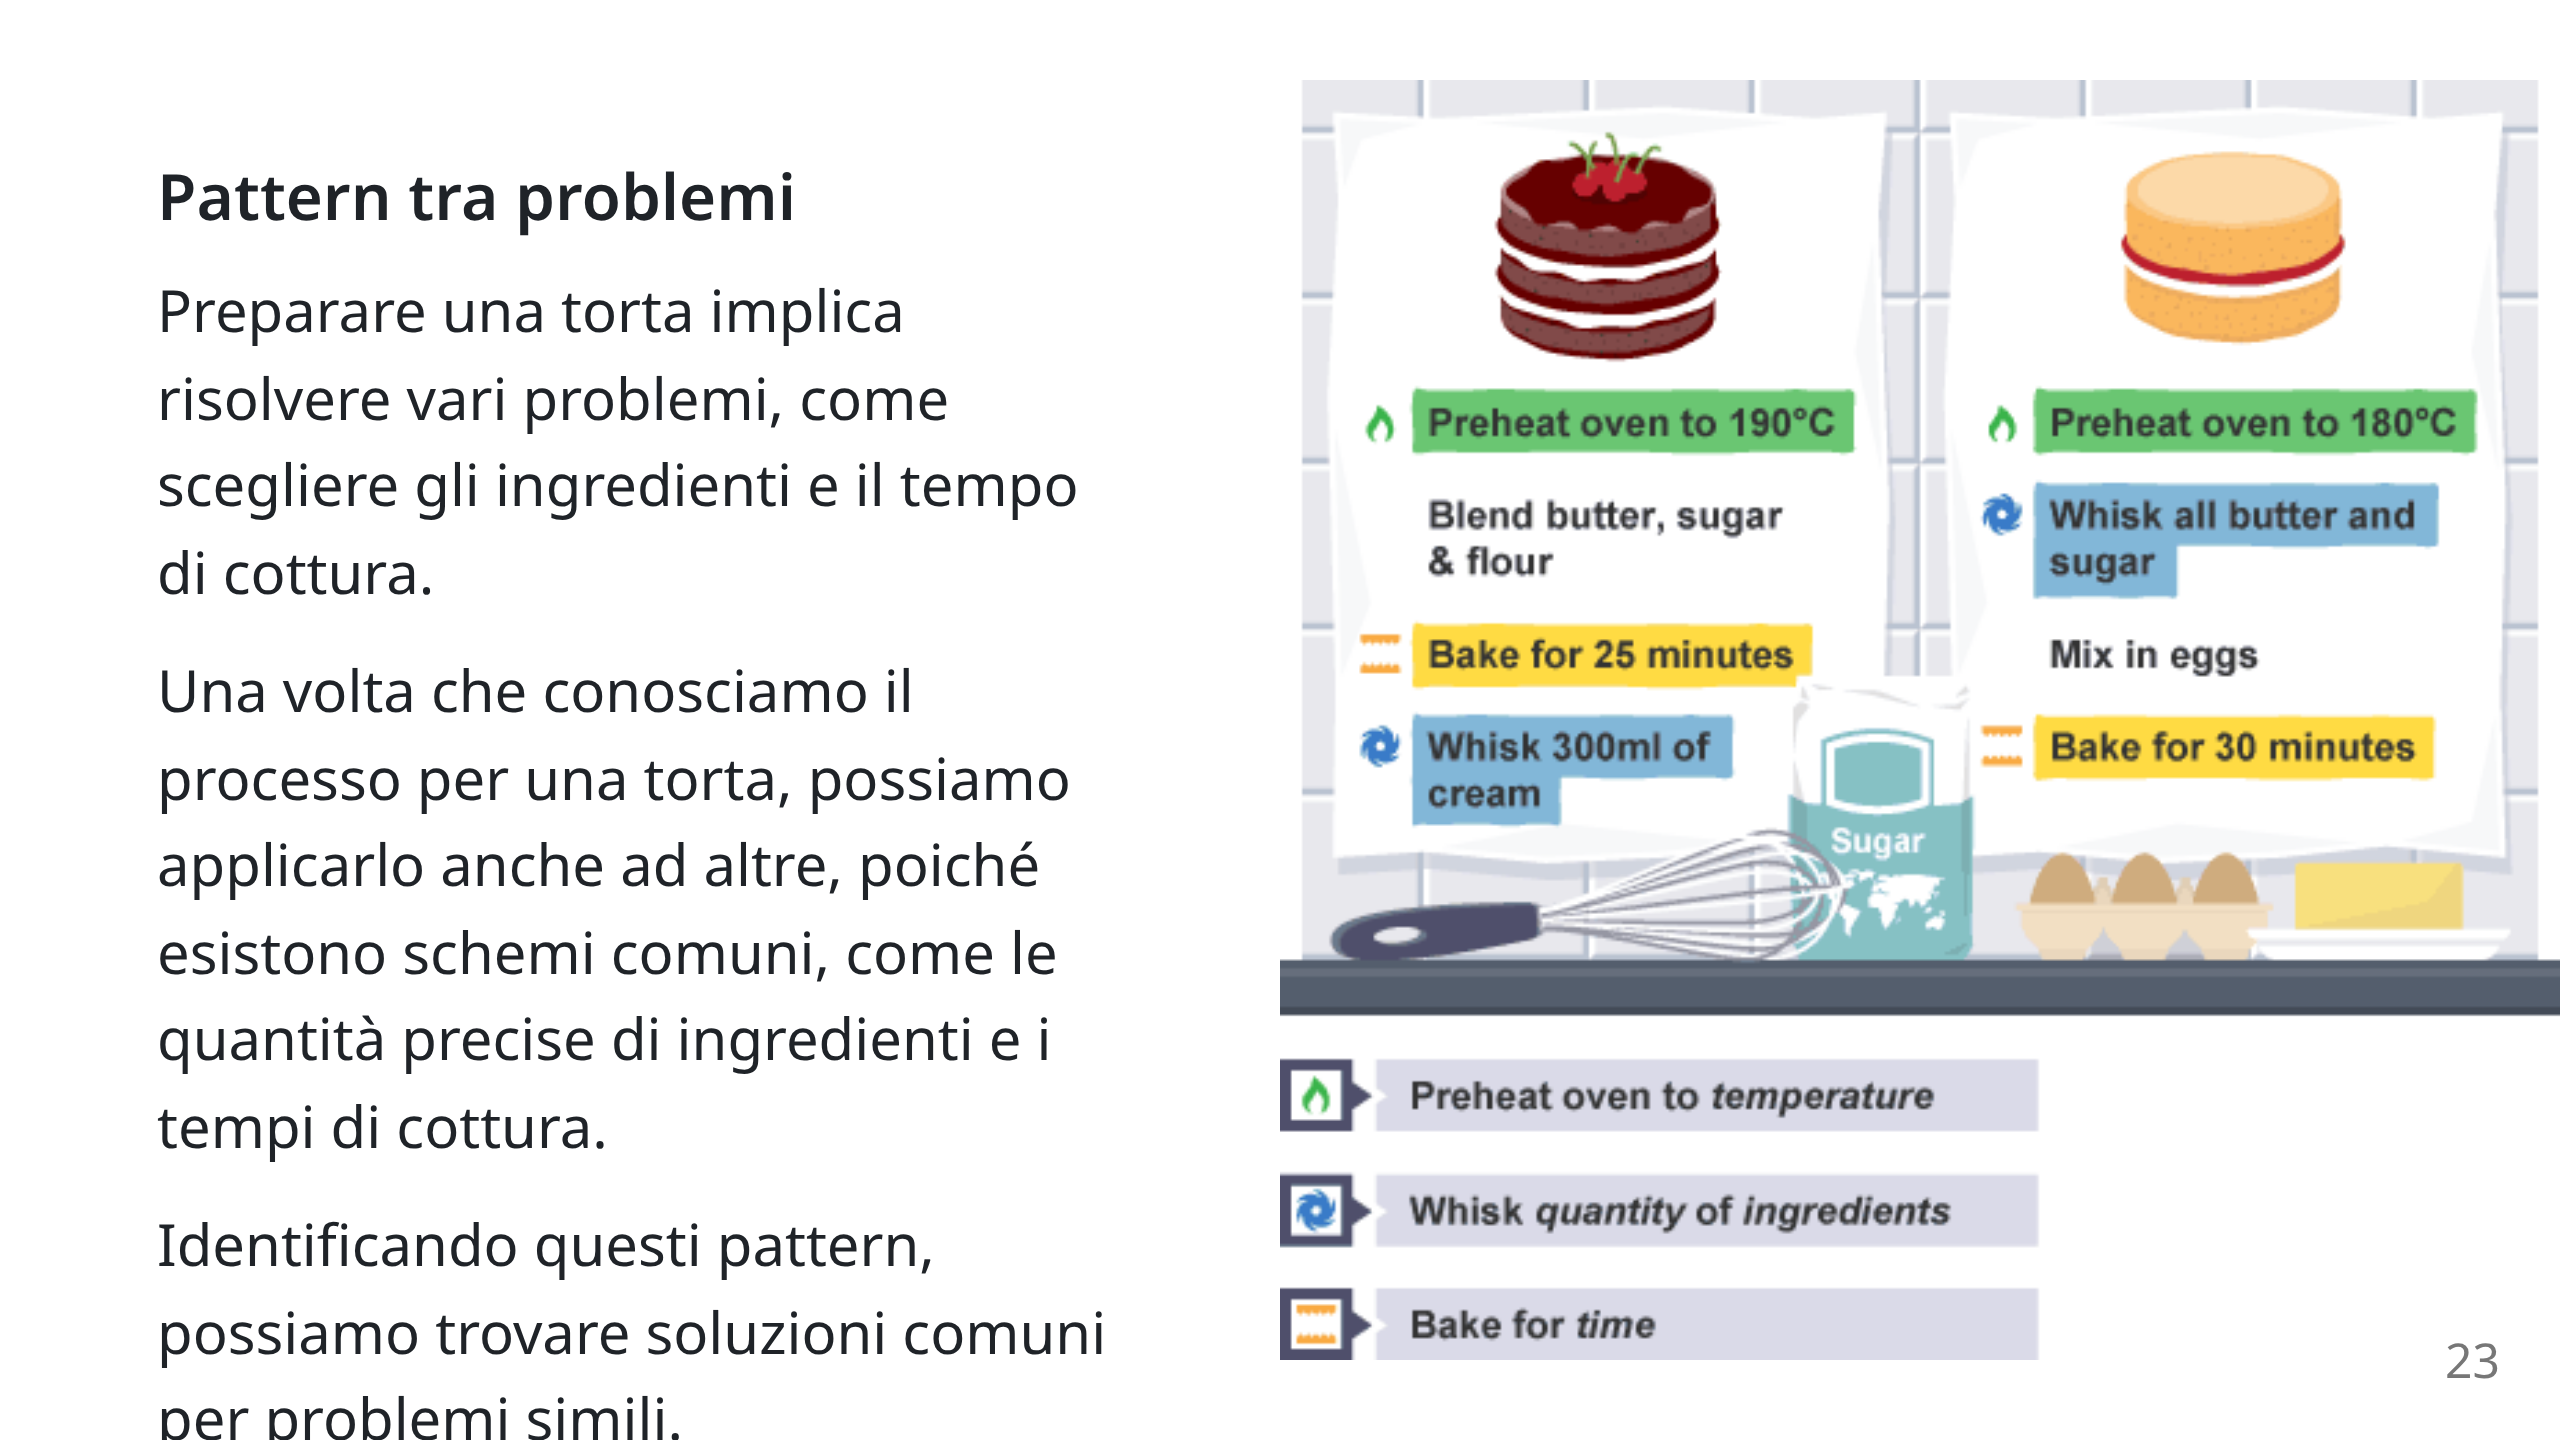 Pattern tra problemi
Preparare una torta implica
risolvere vari problemi, come
scegliere gli ingredienti e il tempo
di cottura.
Una volta che conosciamo il
processo per una torta, possiamo
applicarlo anche ad altre, poiché
esistono schemi comuni, come le
quantità precise di ingredienti e i
tempi di cottura.
Identificando questi pattern,
possiamo trovare soluzioni comuni
per problemi simili.
Preheat oven to 190°C
Blend butter, sugar
& flour
Bake for 25 minutes
Whisk 300ml of
cream
Preheat oven to 180°C
Whisk all butter and
sugar
Mix in eggs
Bake for 30 minutes
Sugar
Preheat oven to temperature
Whisk quantity of ingredients
Bake for time
23